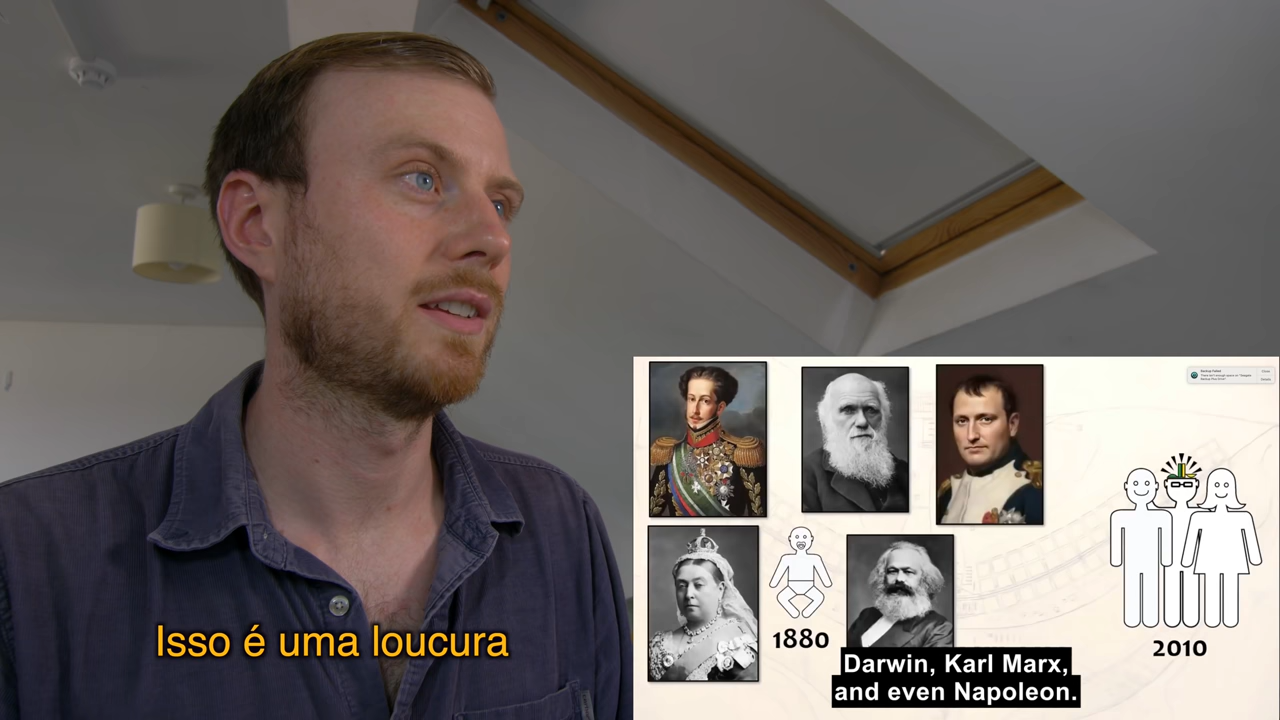 Isso é uma loucura
1880
2010
Darwin, Karl Marx,
and even Napoleon.